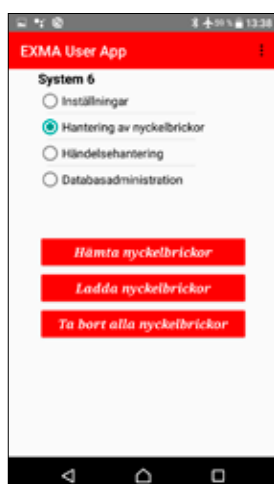 13:38
EXMA User App
System 6
Inställningar
Hantering av nyckelbrickor
Händelsehantering
Databasadministration
Hämta nyckelbrickor
Ladda nyckelbrickor
Ta bort alla nyckelbrickor